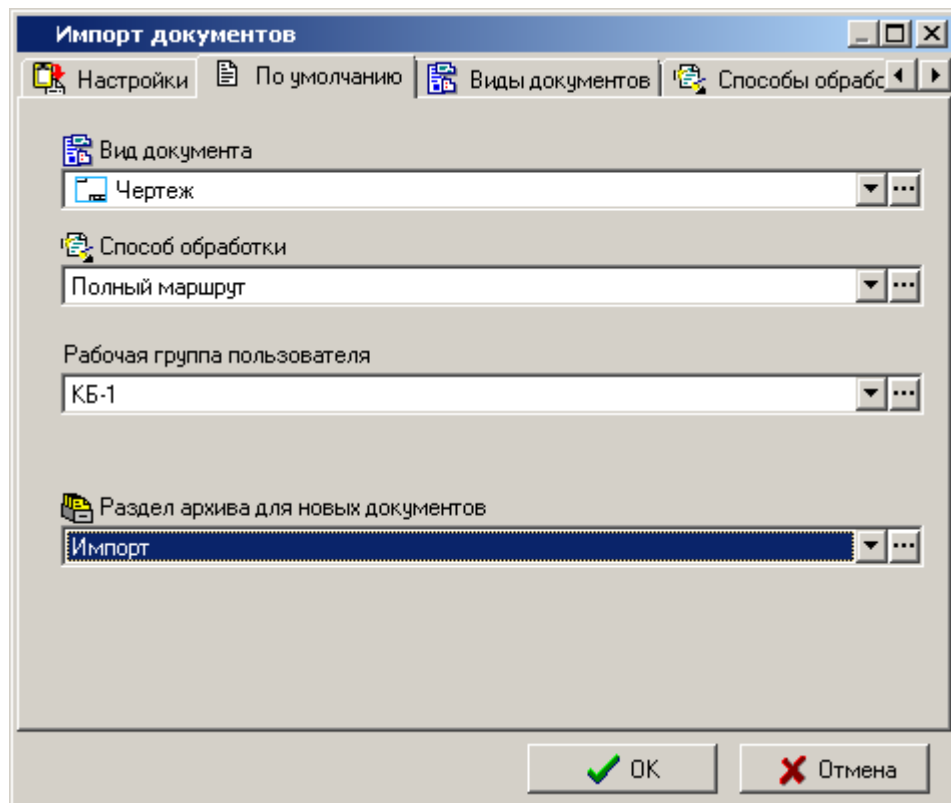 Импорт документов
Настройки По умолчанию Виды документов Способы обрабо
Вид документа
Чертеж
Способ обработки
Полный маршрут
Рабочая группа пользователя
КБ-1
Раздел архива для новых документов
Импорт
OK Отмена